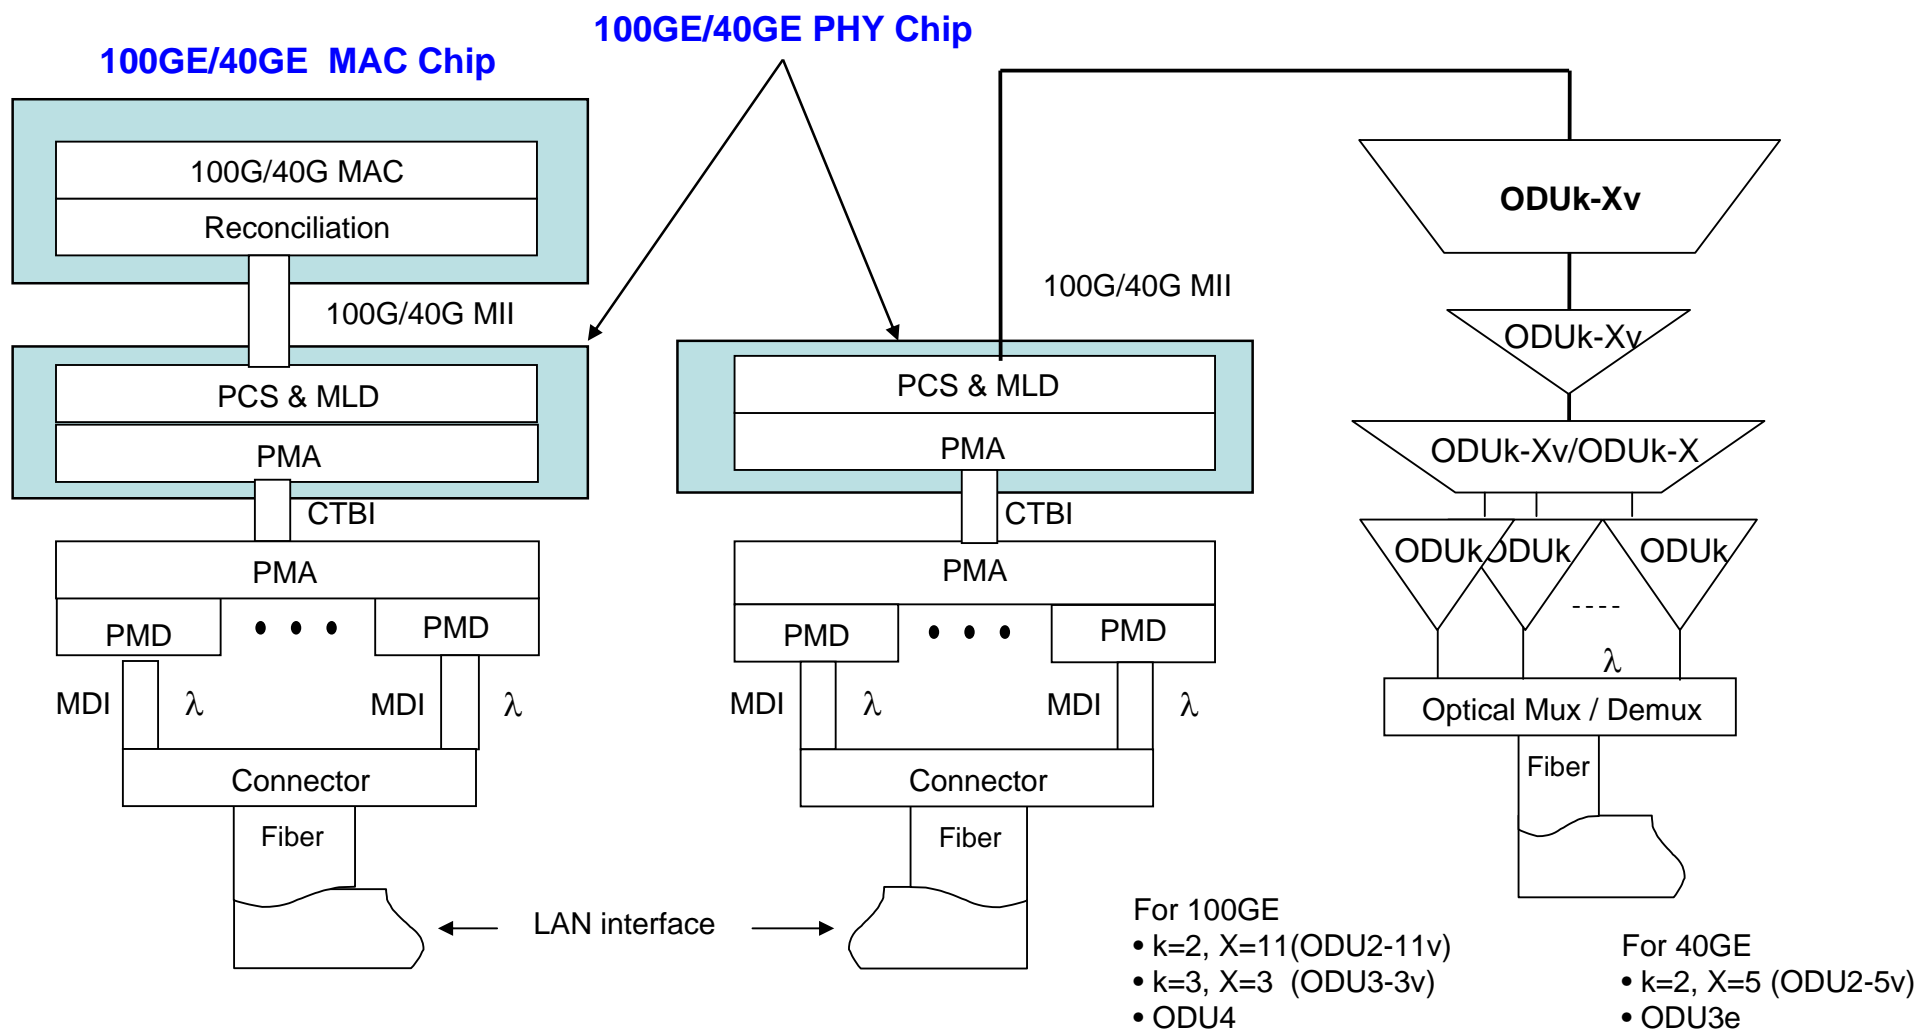 100GE/40GE PHY Chip
100GE/40GE  MAC Chip
100G/40G MAC
Reconciliation
100G/40G MII
PCS & MLD
PMA
CTBI
PMA
PMD
• • •
PMD
MDI
λ
MDI
λ
Connector
Fiber
LAN interface
100G/40G MII
PCS & MLD
PMA
CTBI
PMA
PMD
• • •
PMD
MDI
λ
MDI
λ
Connector
Fiber
ODUk-Xv
ODUk-Xv
ODUk-Xv/ODUk-X
ODUk
ODUk
ODUk
----
λ
Optical Mux / Demux
Fiber
For 100GE
• k=2, X=11(ODU2-11v)
• k=3, X=3  (ODU3-3v)
• ODU4
For 40GE
• k=2, X=5 (ODU2-5v)
• ODU3e